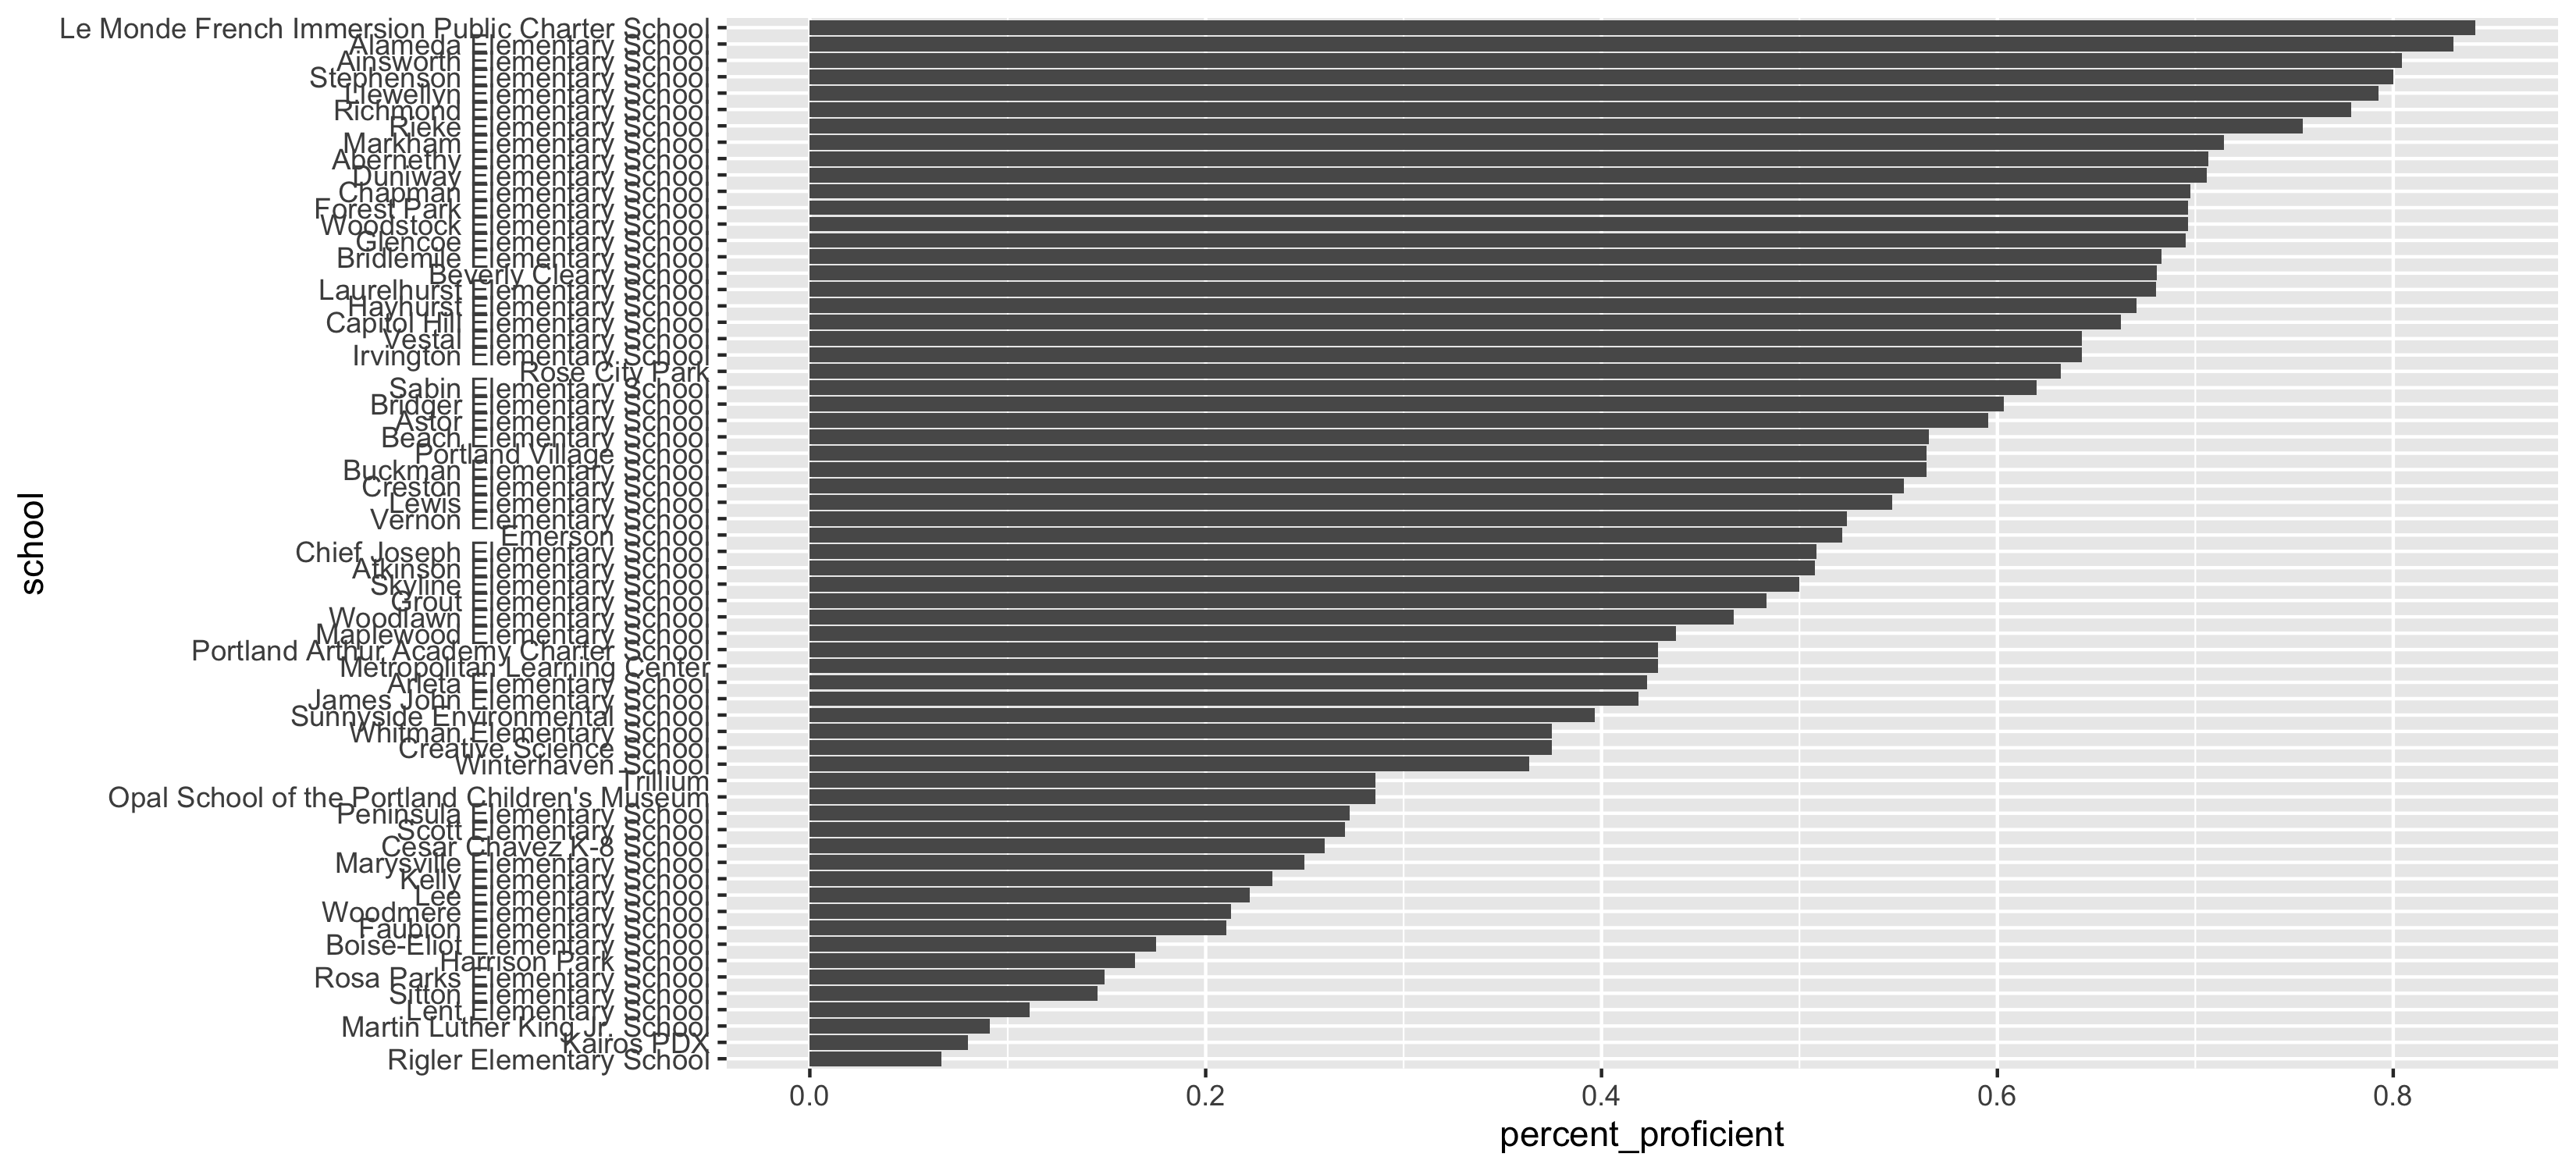 Le Monde French Immersion Public Charter School
Alameda Elementary School
Ainsworth Elementary School
Stephenson Elementary School
Llewellyn Elementary School
Richmond Elementary School
Rieke Elementary School
Markham Elementary School
Abernethy Elementary School
Duniway Elementary School
Chapman Elementary School
Forest Park Elementary School
Woodstock Elementary School
Glencoe Elementary School
Bridlemile Elementary School
Beverly Cleary School
Laurelhurst Elementary School
Hayhurst Elementary School
Capitol Hill Elementary School
Vestal Elementary School
Irvington Elementary School
Rose City Park
Sabin Elementary School
Bridger Elementary School
Astor Elementary School
Beach Elementary School
Portland Village School
Buckman Elementary School
Creston Elementary School
Lewis Elementary School
Vernon Elementary School
Emerson School
Chief Joseph Elementary School
Atkinson Elementary School
Skyline Elementary School
Grout Elementary School
Woodlawn Elementary School
Maplewood Elementary School
Portland Arthur Academy Charter School
Metropolitan Learning Center
Arleta Elementary School
James John Elementary School
Sunnyside Environmental School
Whitman Elementary School
Creative Science School
Winterhaven School
Trillium
Opal School of the Portland Children's Museum
Peninsula Elementary School
Scott Elementary School
Cesar Chavez K-8 School
Marysville Elementary School
Kelly Elementary School
Lee Elementary School
Woodmere Elementary School
Faubion Elementary School
Boise-Eliot Elementary School
Harrison Park School
Rosa Parks Elementary School
Sitton Elementary School
Lent Elementary School
Martin Luther King Jr. School
Kairos PDX
Rigler Elementary School
school
0.0 0.2 0.4 0.6 0.8
percent_proficient